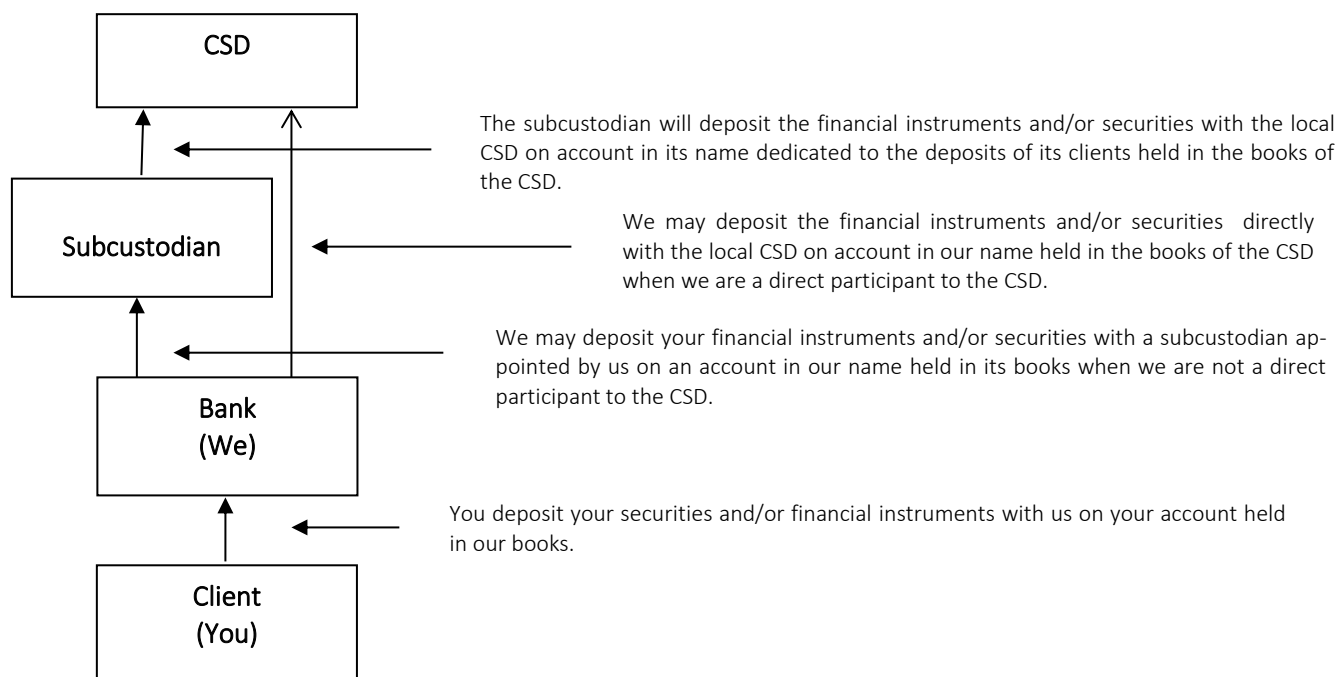 CSD
The subcustodian will deposit the financial instruments and/or securities with the local
CSD on account in its name dedicated to the deposits of its clients held in the books of
the CSD.
Subcustodian
We may deposit the financial instruments and/or securities directly
with the local CSD on account in our name held in the books of the CSD
when we are a direct participant to the CSD.
We may deposit your financial instruments and/or securities with a subcustodian ap-
pointed by us on an account in our name held in its books when we are not a direct
participant to the CSD.
Bank
(We)
You deposit your securities and/or financial instruments with us on your account held
in our books.
Client
(You)